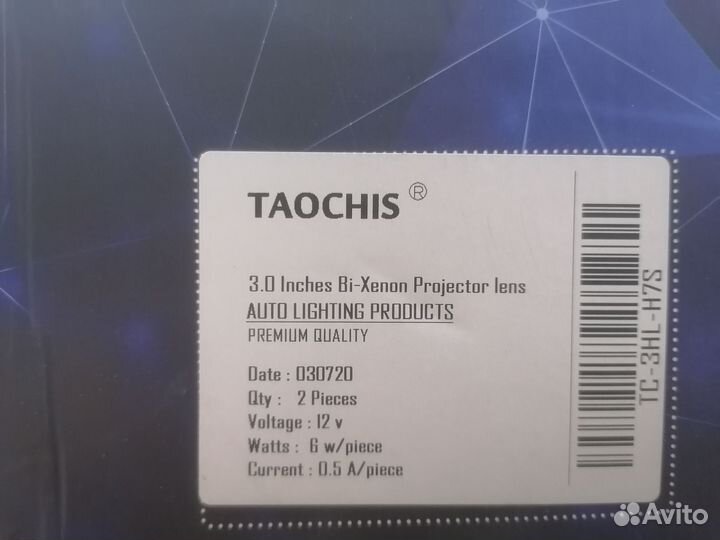 TAOCHIS ®
3.0 Inches Bi-Xenon Projector lens
AUTO LIGHTING PRODUCTS
PREMIUM QUALITY
Date : 030720
Qty : 2 Pieces
Voltage : 12 v
Watts : 6 w/piece
Current : 0.5 A/piece
TC-3HL-H7S
Avito